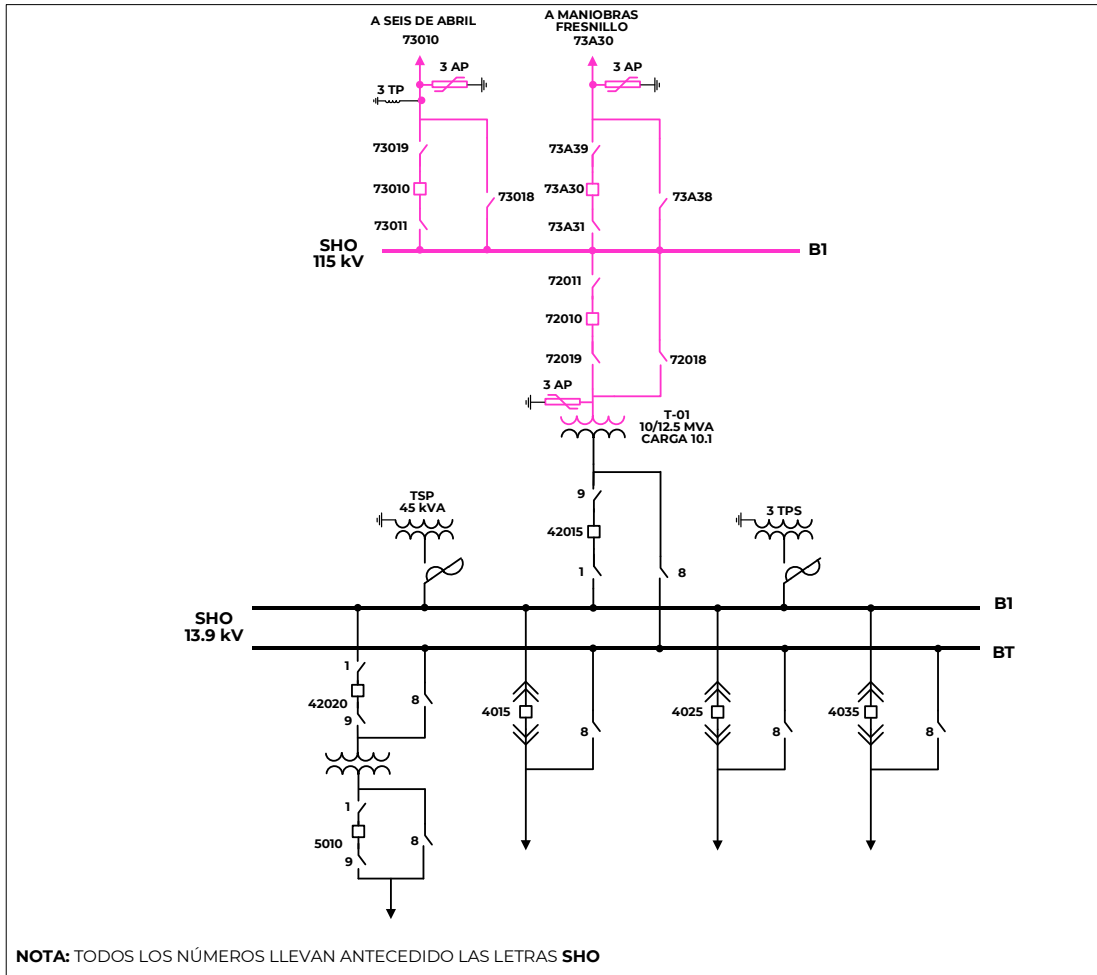 A SEIS DE ABRIL
73010
A MANIOBRAS
FRESNILLO
73A30
3 AP
3 AP
3 TP
73019
73A39
73010
73018
73A30
73A38
73011
73A31
SHO
115 kV
B1
72011
72010
72019
72018
3 AP
T-01
10/12.5 MVA
CARGA 10.1
TSP
45 kVA
9
3 TPS
42015
1
8
SHO
13.9 kV
B1
BT
1
42020
8
9
4015
8
4025
8
4035
8
1
5010
8
9
NOTA: TODOS LOS NÚMEROS LLEVAN ANTECEDIDO LAS LETRAS SHO